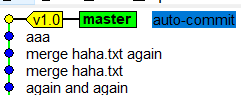 v1.0 master auto-commit
aaa
merge haha.txt again
merge haha.txt
again and again